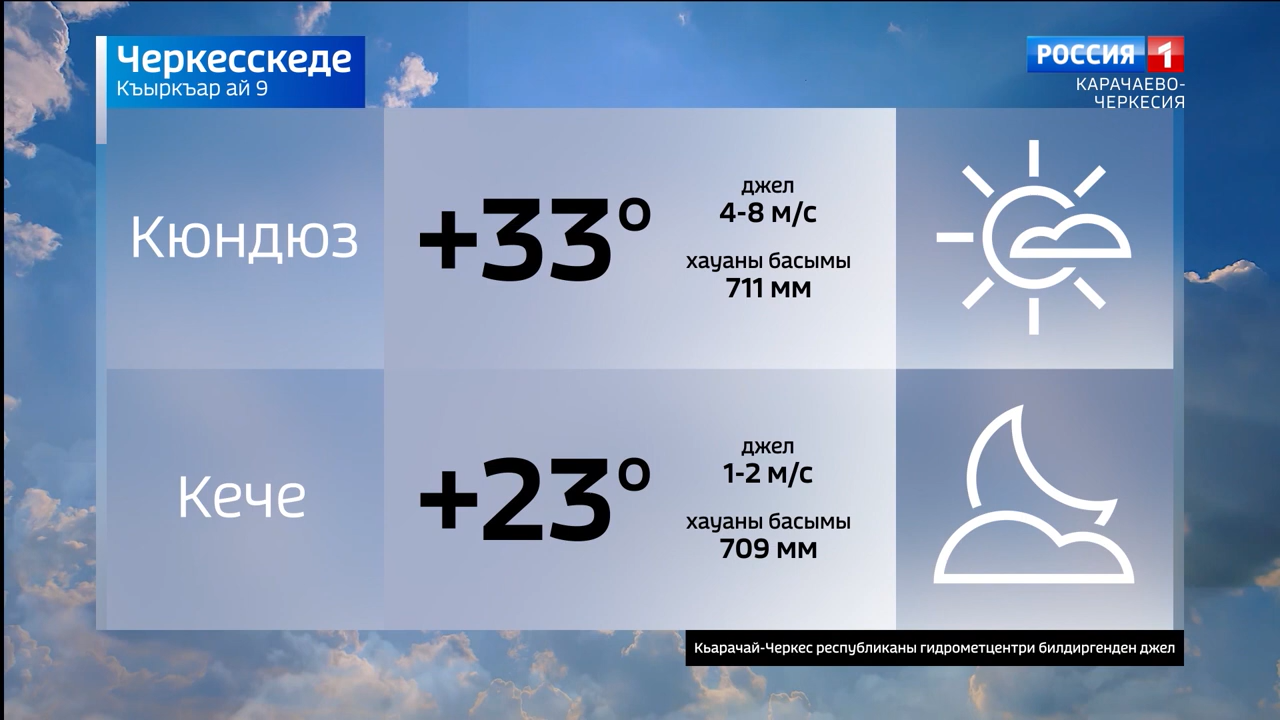 Черкесскеде
Къыркъар ай 9
РОССИЯ 1
КАРАЧАЕВО-
ЧЕРКЕСИЯ
Кюндюз
+33°
джел
4-8 м/с
хауаны басымы
711 мм
Кече
+23°
джел
1-2 м/с
хауаны басымы
709 мм
Кьарачай-Черкес республиканы гидрометцентри билдиргенден джел